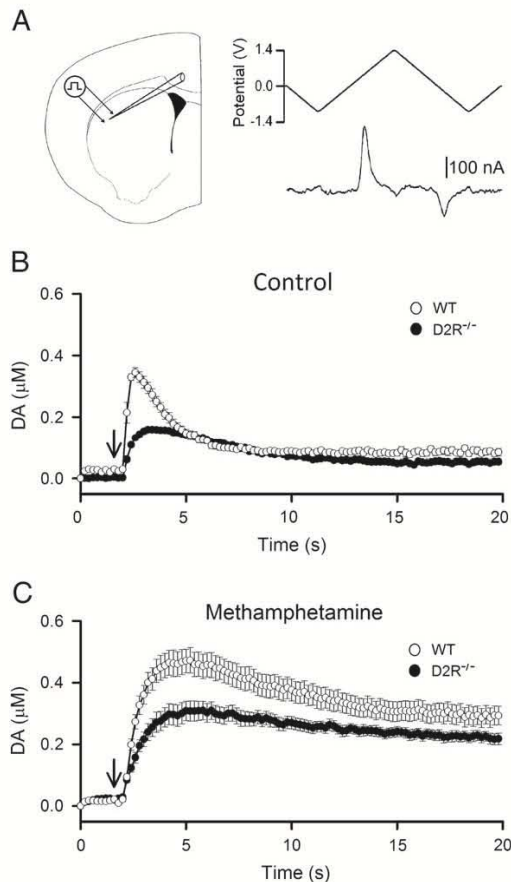 A
Potential (V)
1.4
0.0
-1.4
100 nA
B
Control
WT
D2R⁻/⁻
DA (μM)
0.6
0.4
0.2
0.0
0
5
10
15
20
Time (s)
C
Methamphetamine
WT
D2R⁻/⁻
DA (μM)
0.6
0.4
0.2
0.0
0
5
10
15
20
Time (s)